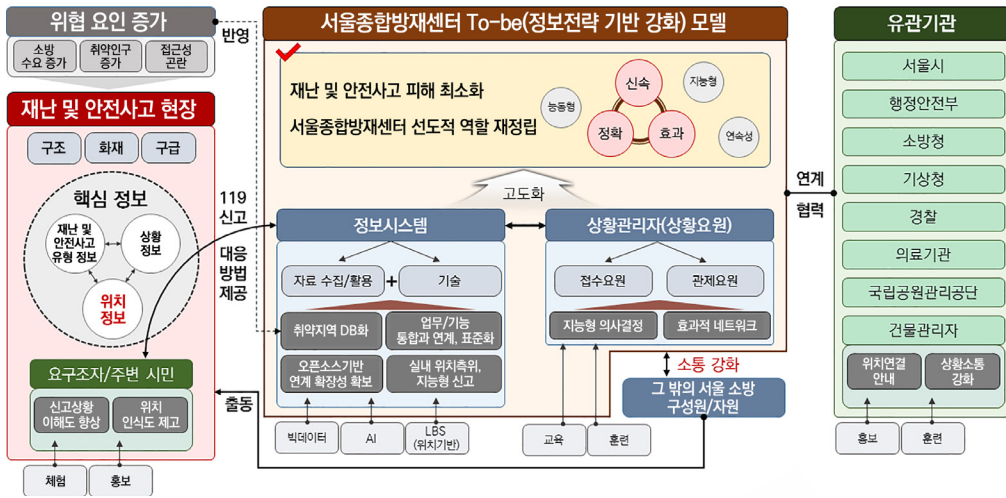 위협 요인 증가
소방
수요 증가
취약인구
증가
접근성
곤란
반영
재난 및 안전사고 현장
구조
화재
구급
핵심 정보
재난 및
안전사고
유형 정보
상황
정보
위치
정보
119
신고
대응
방법
제공
요구조자/주변 시민
신고상황
이해도 향상
위치
인식도 제고
체험
홍보
출동
서울종합방재센터 To-be(정보전략 기반 강화) 모델
재난 및 안전사고 피해 최소화
서울종합방재센터 선도적 역할 재정립
능동형
신속
정확
효과
지능형
연속성
고도화
정보시스템
자료 수집/활용
+
기술
취약지역 DB화
업무/기능
통합과 연계, 표준화
오픈소스기반
연계 확장성 확보
실내 위치측위,
지능형 신고
빅데이터
AI
LBS
(위치기반)
상황관리자(상황요원)
접수요원
관제요원
지능형 의사결정
효과적 네트워크
교육
훈련
소통 강화
그 밖의 서울 소방
구성원/자원
연계
협력
유관기관
서울시
행정안전부
소방청
기상청
경찰
의료기관
국립공원관리공단
건물관리자
위치연결
안내
상황소통
강화
홍보
훈련